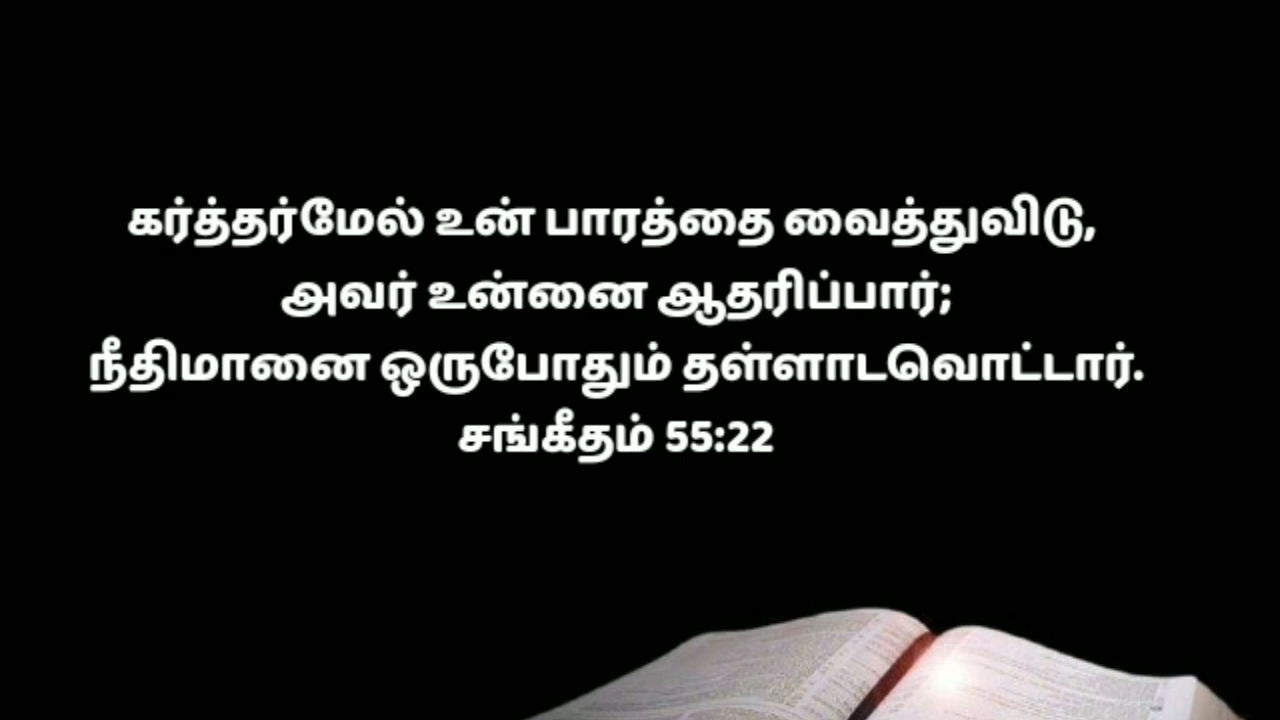 கர்த்தர்மேல் உன் பாரத்தை வைத்துவிடு,
அவர் உன்னை ஆதரிப்பார்;
நீதிமானை ஒருபோதும் தள்ளாடவொட்டார்.
சங்கீதம் 55:22